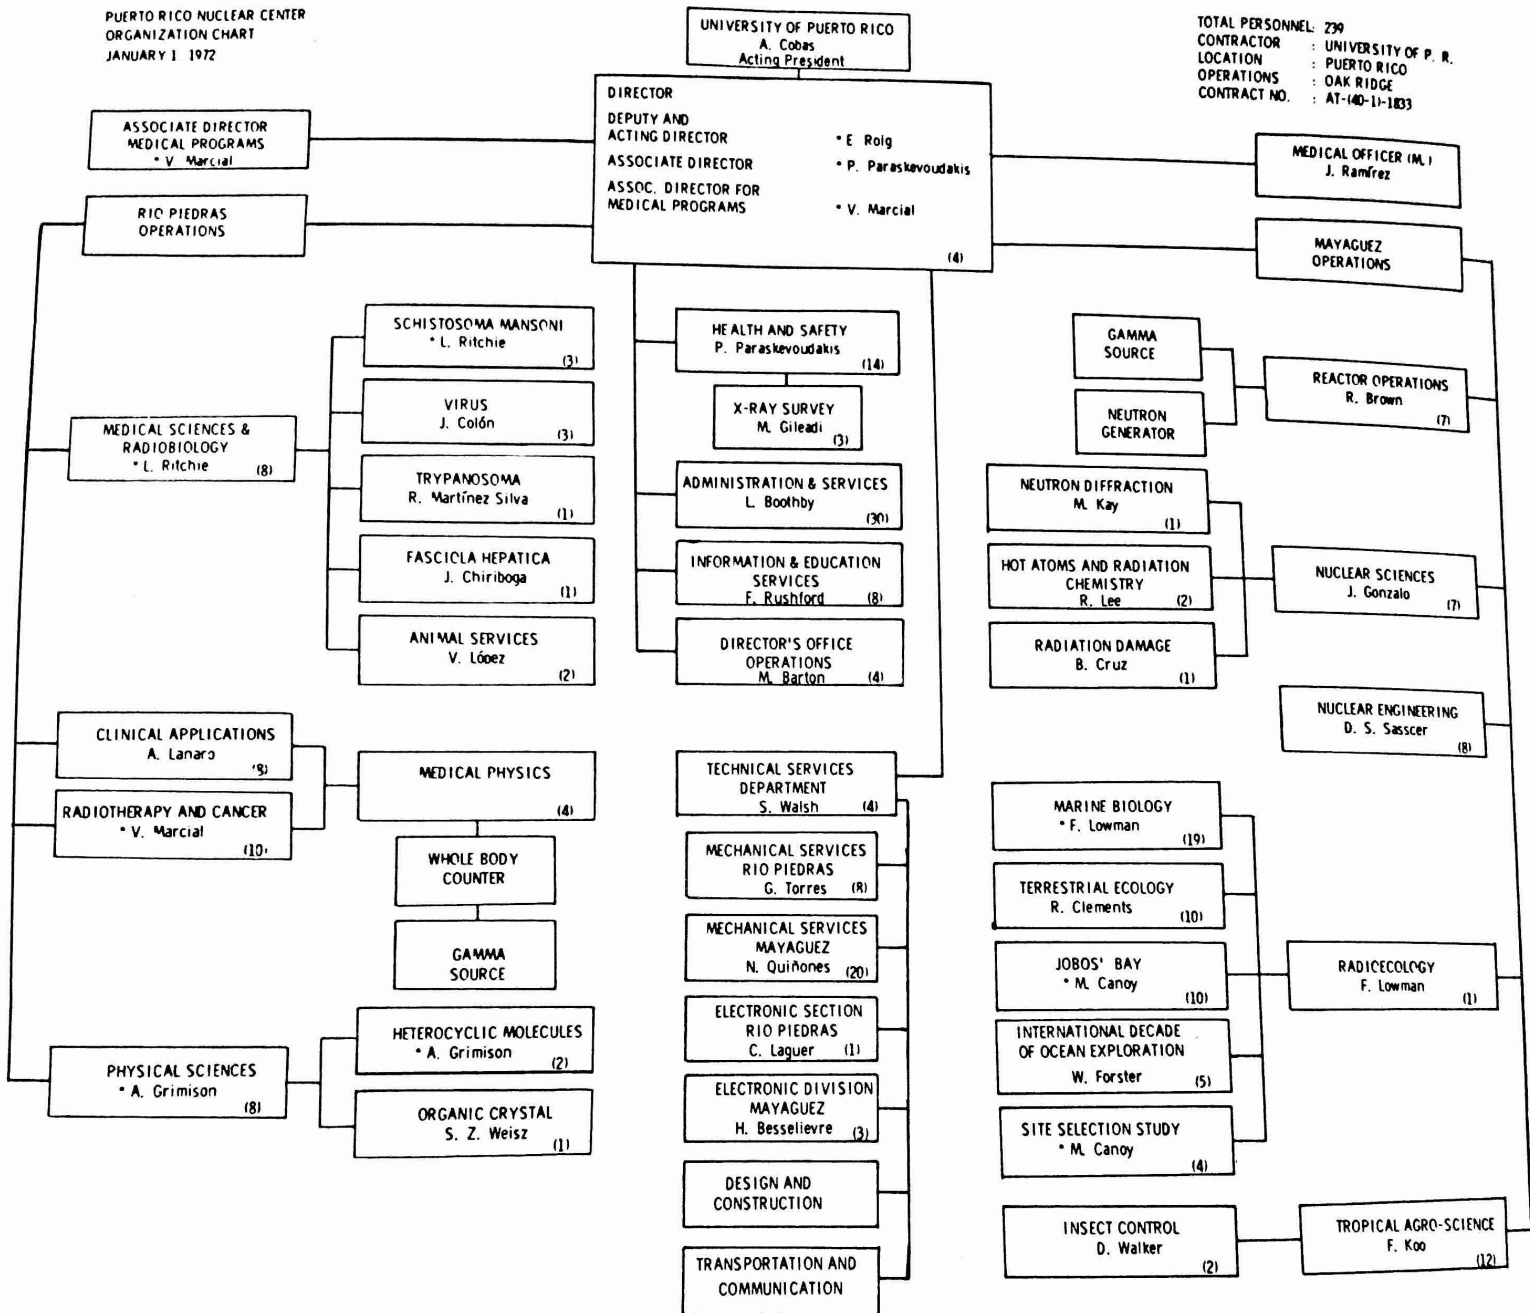 PUERTO RICO NUCLEAR CENTER
ORGANIZATION CHART
JANUARY 1 1972
UNIVERSITY OF PUERTO RICO
A. Cobas
Acting President
TOTAL PERSONNEL: 239
CONTRACTOR : UNIVERSITY OF P. R.
LOCATION : PUERTO RICO
OPERATIONS : OAK RIDGE
CONTRACT NO. : AT-(40-1)-1833
DIRECTOR
DEPUTY AND
ACTING DIRECTOR * E Roig
ASSOCIATE DIRECTOR * P. Paraskevoudakis
ASSOC. DIRECTOR FOR
MEDICAL PROGRAMS * V. Marcial
(4)
ASSOCIATE DIRECTOR
MEDICAL PROGRAMS
* V. Marcial
RIO PIEDRAS
OPERATIONS
MEDICAL OFFICER (M.)
J. Ramírez
MAYAGUEZ
OPERATIONS
MEDICAL SCIENCES &
RADIOBIOLOGY
* L. Ritchie (8)
SCHISTOSOMA MANSONI
* L. Ritchie
(3)
VIRUS
J. Colón
(3)
TRYPANOSOMA
R. Martínez Silva
(1)
FASCIOLA HEPATICA
J. Chiriboga
(1)
ANIMAL SERVICES
V. López
(2)
CLINICAL APPLICATIONS
A. Lanaro
(8)
RADIOTHERAPY AND CANCER
* V. Marcial
(10)
MEDICAL PHYSICS
(4)
WHOLE BODY
COUNTER
GAMMA
SOURCE
PHYSICAL SCIENCES
* A. Grimison
(8)
HETEROCYCLIC MOLECULES
* A. Grimison
(2)
ORGANIC CRYSTAL
S. Z. Weisz
(1)
HEALTH AND SAFETY
P. Paraskevoudakis
(14)
X-RAY SURVEY
M. Gileadi
(3)
ADMINISTRATION & SERVICES
L. Boothby
(30)
INFORMATION & EDUCATION
SERVICES
F. Rushford (8)
DIRECTOR'S OFFICE
OPERATIONS
M. Barton (4)
TECHNICAL SERVICES
DEPARTMENT
S. Walsh (4)
MECHANICAL SERVICES
RIO PIEDRAS
G. Torres (8)
MECHANICAL SERVICES
MAYAGUEZ
N. Quiñones (20)
ELECTRONIC SECTION
RIO PIEDRAS
C. Laguer (1)
ELECTRONIC DIVISION
MAYAGUEZ
H. Besselievre (3)
DESIGN AND
CONSTRUCTION
TRANSPORTATION AND
COMMUNICATION
GAMMA
SOURCE
NEUTRON
GENERATOR
REACTOR OPERATIONS
R. Brown
(7)
NEUTRON DIFFRACTION
M. Kay
(1)
HOT ATOMS AND RADIATION
CHEMISTRY
R. Lee (2)
RADIATION DAMAGE
B. Cruz
(1)
NUCLEAR SCIENCES
J. Gonzalo
(7)
NUCLEAR ENGINEERING
D. S. Sasscer
(8)
MARINE BIOLOGY
* F. Lowman
(19)
TERRESTRIAL ECOLOGY
R. Clements
(10)
JOBOS' BAY
* M. Canoy
(10)
INTERNATIONAL DECADE
OF OCEAN EXPLORATION
W. Forster (5)
SITE SELECTION STUDY
* M. Canoy
(4)
RADIOECOLOGY
F. Lowman
(1)
INSECT CONTROL
D. Walker
(2)
TROPICAL AGRO-SCIENCE
F. Koo
(12)